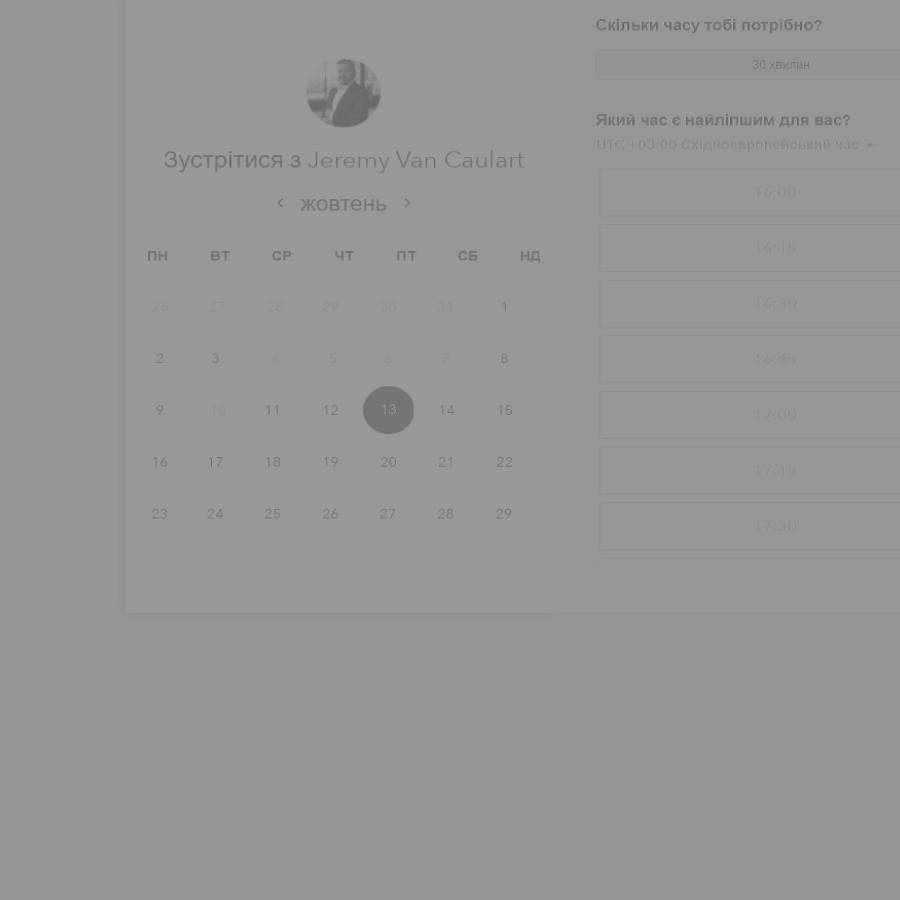 Зустрітися з Jeremy Van Caulart
жовтень
ПН ВТ СР ЧТ ПТ СБ НД
26 27 28 29 30 31 1
2 3 4 5 6 7 8
9 10 11 12 13 14 15
16 17 18 19 20 21 22
23 24 25 26 27 28 29
Скільки часу тобі потрібно?
30 хвилин
Який час є найліпшим для вас?
UTC +03:00 Східноєвропейський час
16:00
16:15
16:30
16:45
17:00
17:15
17:30